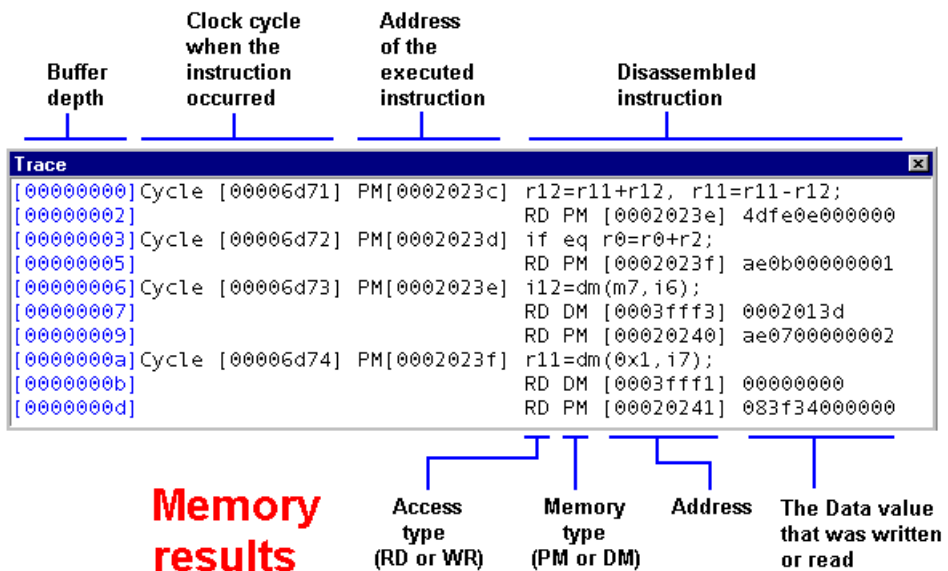 Buffer
depth
Clock cycle
when the
instruction
occurred
Address
of the
executed
instruction
Disassembled
instruction
Trace
[00000000]Cycle [00006d71] PM[0002023c] r12=r11+r12, r11=r11-r12;
[00000002] RD PM [0002023e] 4dfe0e000000
[00000003]Cycle [00006d72] PM[0002023d] if eq r0=r0+r2;
[00000005] RD PM [0002023f] ae0b00000001
[00000006]Cycle [00006d73] PM[0002023e] i12=dm(m7,i6);
[00000007] RD DM [0003fff3] 0002013d
[00000009] RD PM [00020240] ae0700000002
[0000000a]Cycle [00006d74] PM[0002023f] r11=dm(0x1,i7);
[0000000b] RD DM [0003fff1] 00000000
[0000000d] RD PM [00020241] 083f34000000
Memory
results
Access
type
(RD or WR)
Memory
type
(PM or DM)
Address
The Data value
that was written
or read